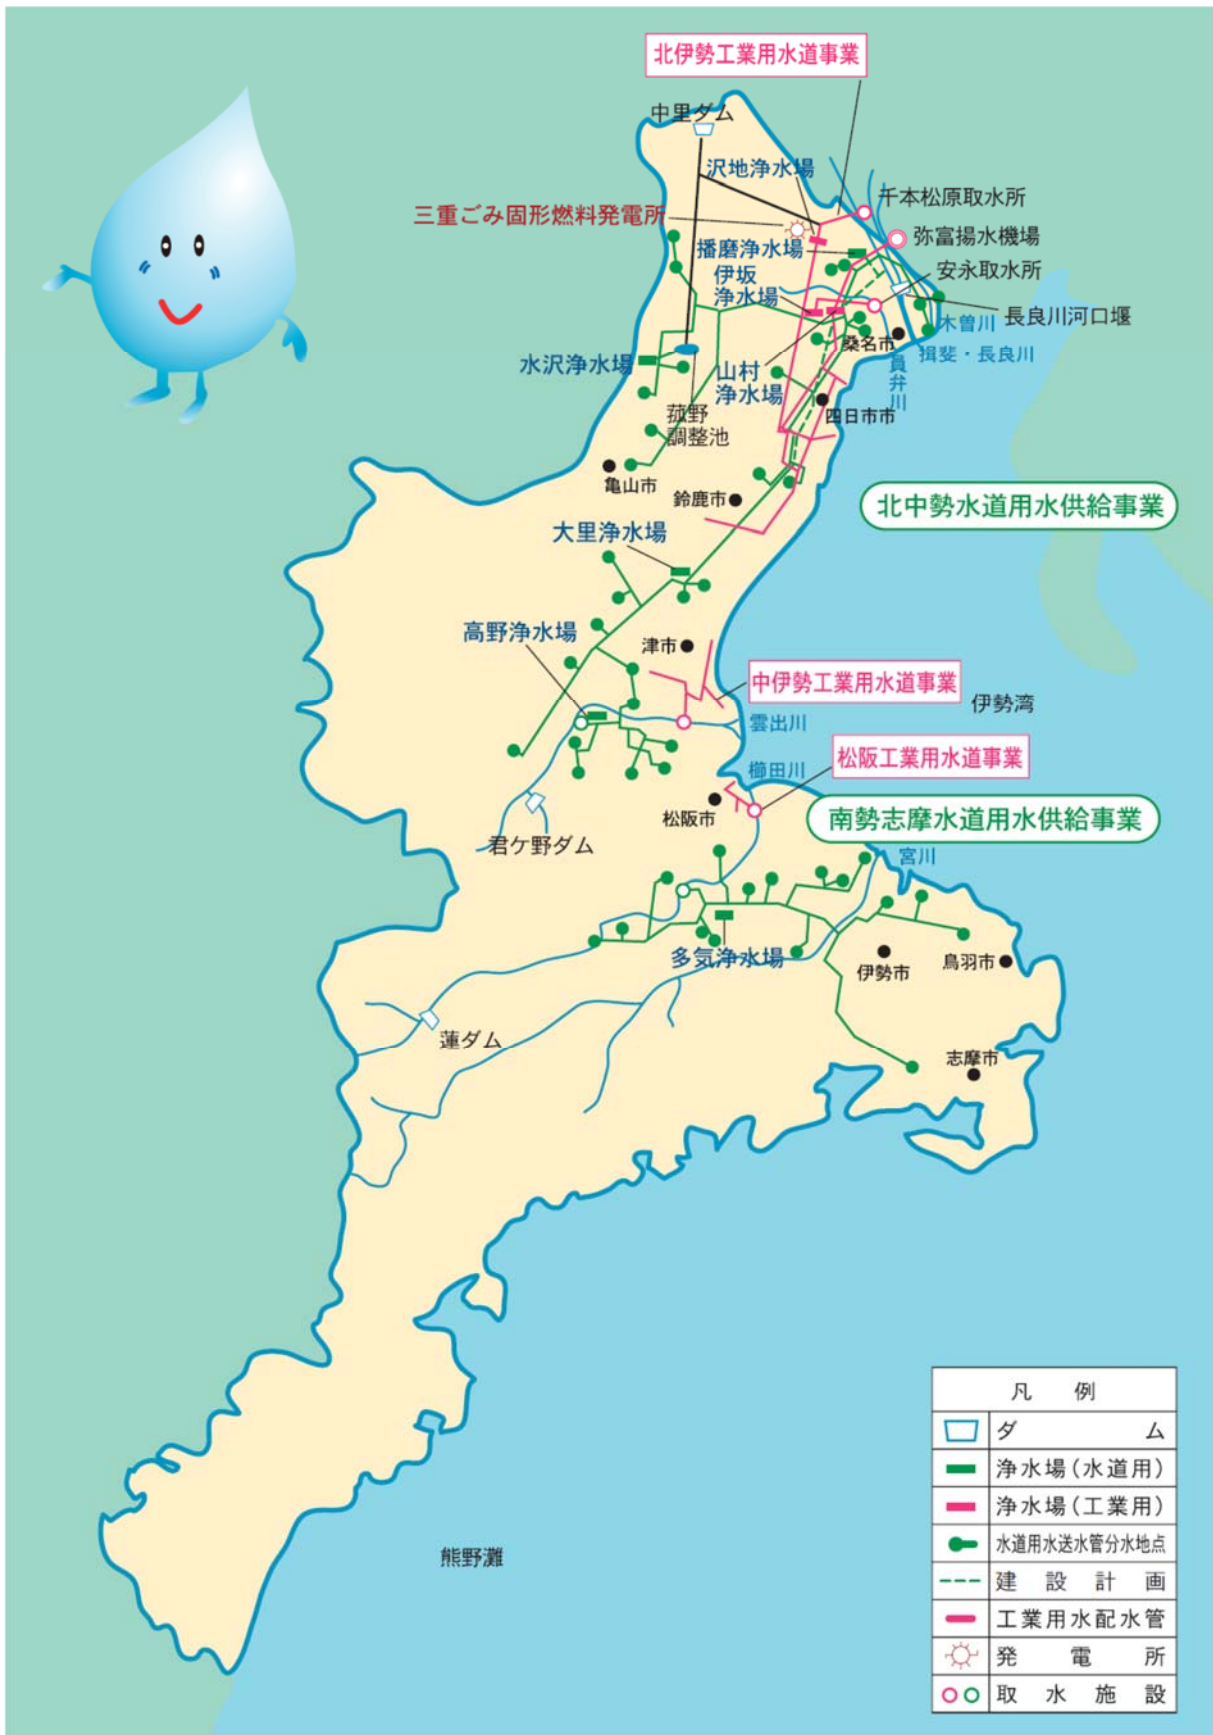 北伊勢工業用水道事業
中里ダム
沢地浄水場
千本松原取水所
三重ごみ固形燃料発電所
弥富揚水機場
播磨浄水場
安永取水所
伊坂
浄水場
長良川河口堰
木曽川
桑名市
揖斐・長良川
員弁川
水沢浄水場
山村
浄水場
菰野
調整池
四日市市
亀山市
鈴鹿市
北中勢水道用水供給事業
大里浄水場
高野浄水場
津市
中伊勢工業用水道事業
伊勢湾
雲出川
櫛田川
松阪工業用水道事業
松阪市
南勢志摩水道用水供給事業
君ケ野ダム
宮川
多気浄水場
伊勢市
鳥羽市
蓮ダム
志摩市
熊野灘
凡例
ダム
浄水場(水道用)
浄水場(工業用)
水道用水送水管分水地点
建設計画
工業用水配水管
発電所
取水施設